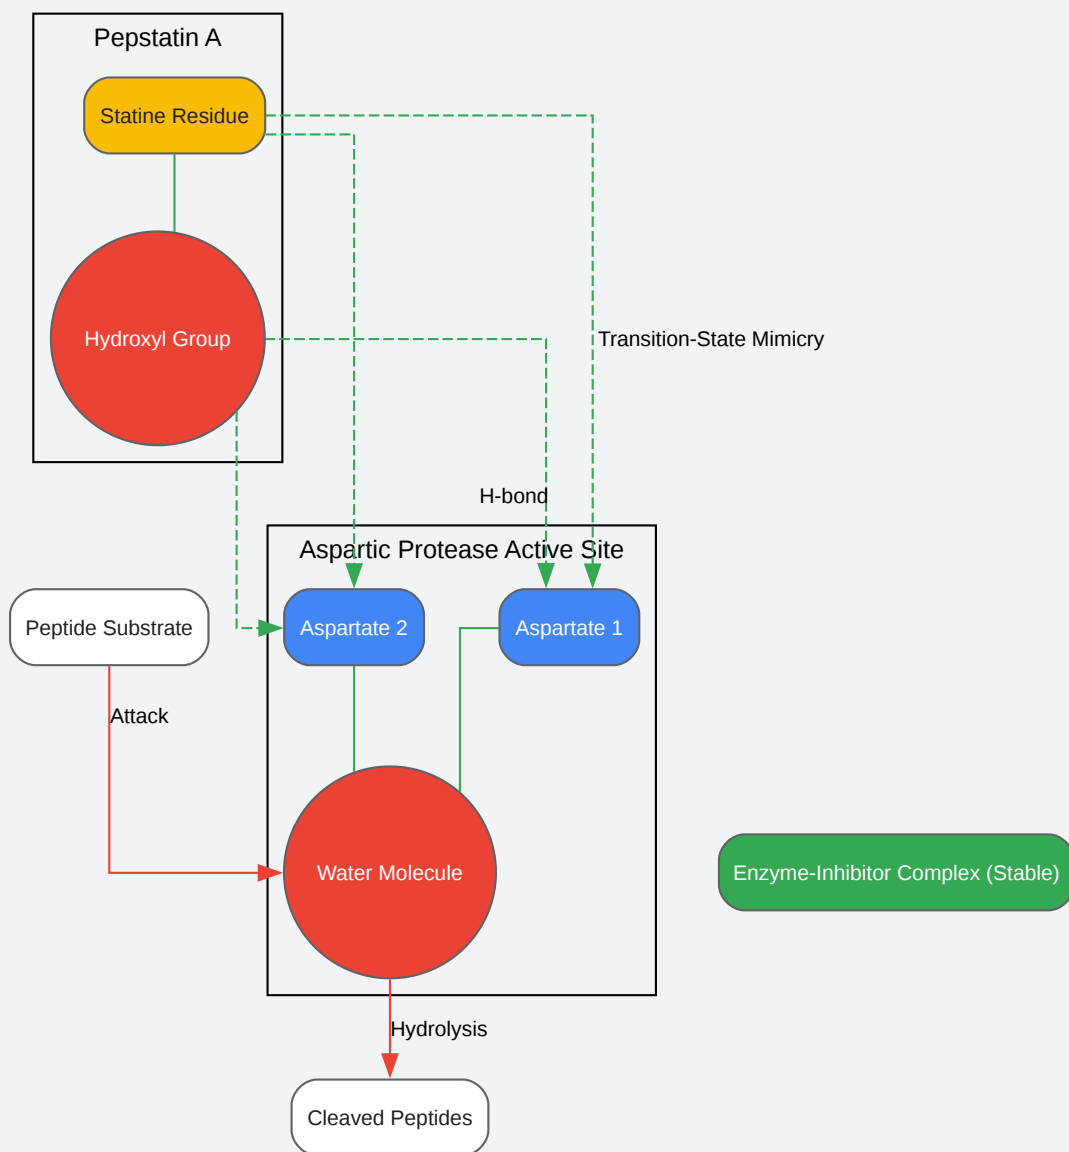 Pepstatin A
Statine Residue
Hydroxyl Group
Transition-State Mimicry
H-bond
Aspartic Protease Active Site
Peptide Substrate
Aspartate 2
Aspartate 1
Attack
Water Molecule
Enzyme-Inhibitor Complex (Stable)
Hydrolysis
Cleaved Peptides